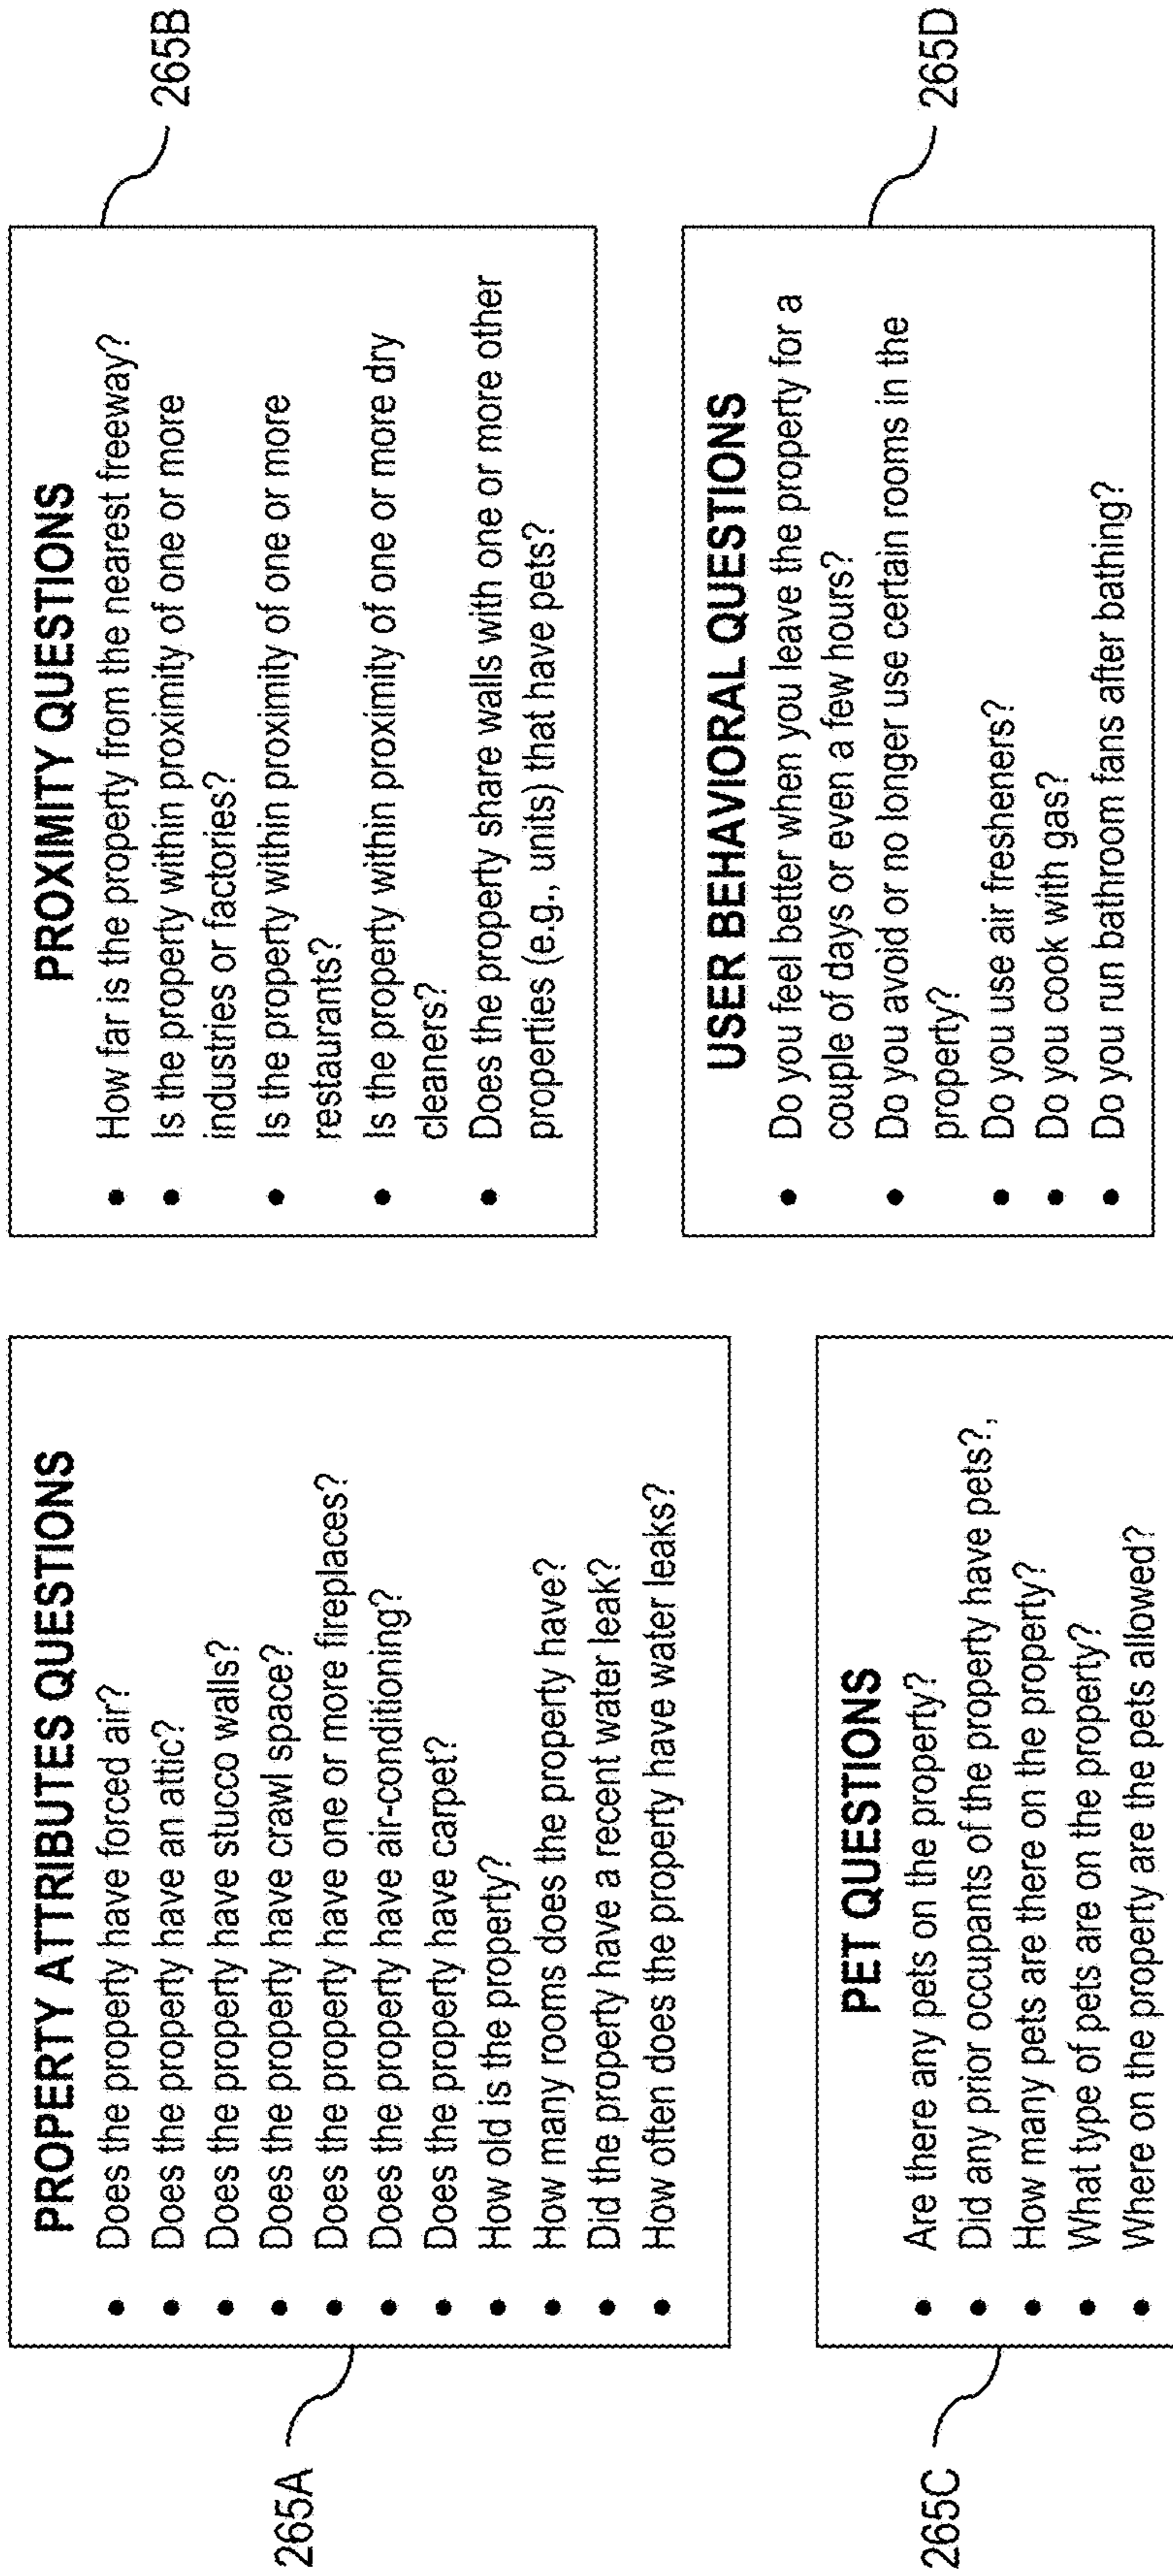 265A
PROPERTY ATTRIBUTES QUESTIONS
• Does the property have forced air?
• Does the property have an attic?
• Does the property have stucco walls?
• Does the property have crawl space?
• Does the property have one or more fireplaces?
• Does the property have air-conditioning?
• Does the property have carpet?
• How old is the property?
• How many rooms does the property have?
• Did the property have a recent water leak?
• How often does the property have water leaks?
265B
PROXIMITY QUESTIONS
• How far is the property from the nearest freeway?
• Is the property within proximity of one or more
industries or factories?
• Is the property within proximity of one or more
restaurants?
• Is the property within proximity of one or more dry
cleaners?
• Does the property share walls with one or more other
properties (e.g., units) that have pets?
265C
PET QUESTIONS
• Are there any pets on the property?
• Did any prior occupants of the property have pets?,
• How many pets are there on the property?
• What type of pets are on the property?
• Where on the property are the pets allowed?
265D
USER BEHAVIORAL QUESTIONS
• Do you feel better when you leave the property for a
couple of days or even a few hours?
• Do you avoid or no longer use certain rooms in the
property?
• Do you use air fresheners?
• Do you cook with gas?
• Do you run bathroom fans after bathing?